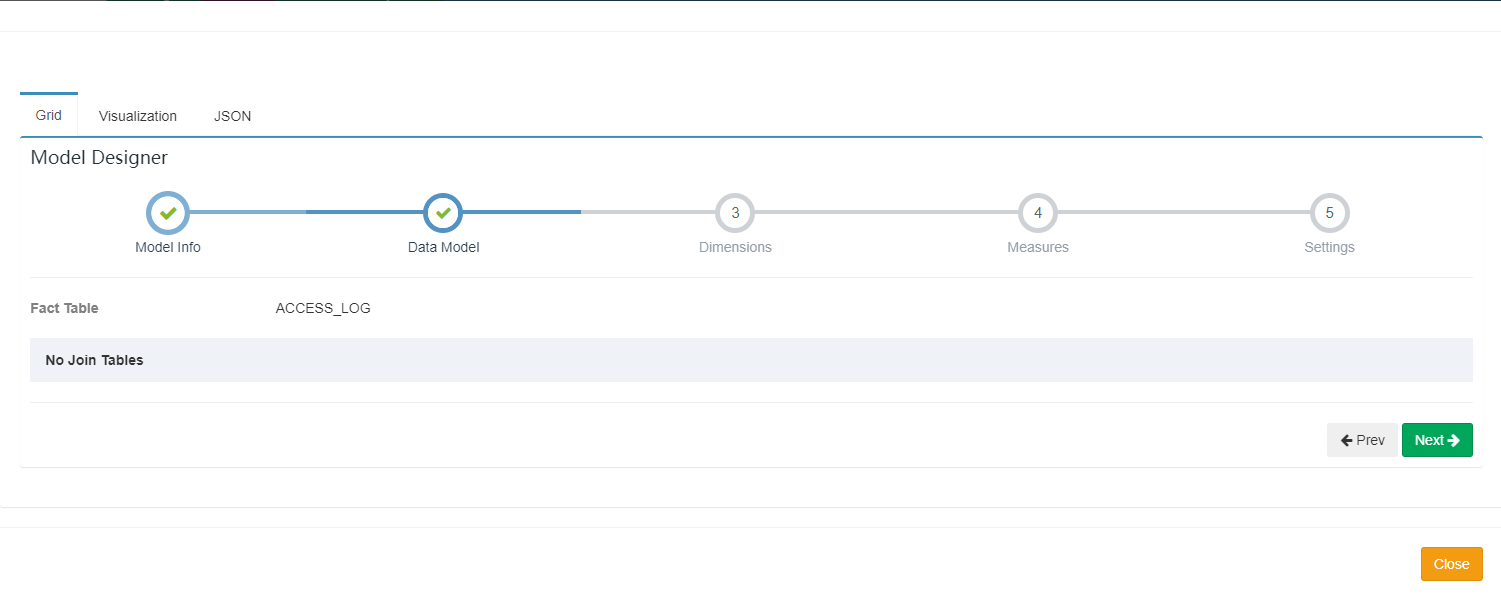 Grid Visualization JSON
Model Designer
3 4 5
Model Info Data Model Dimensions Measures Settings
Fact Table ACCESS_LOG
No Join Tables
Prev Next
Close